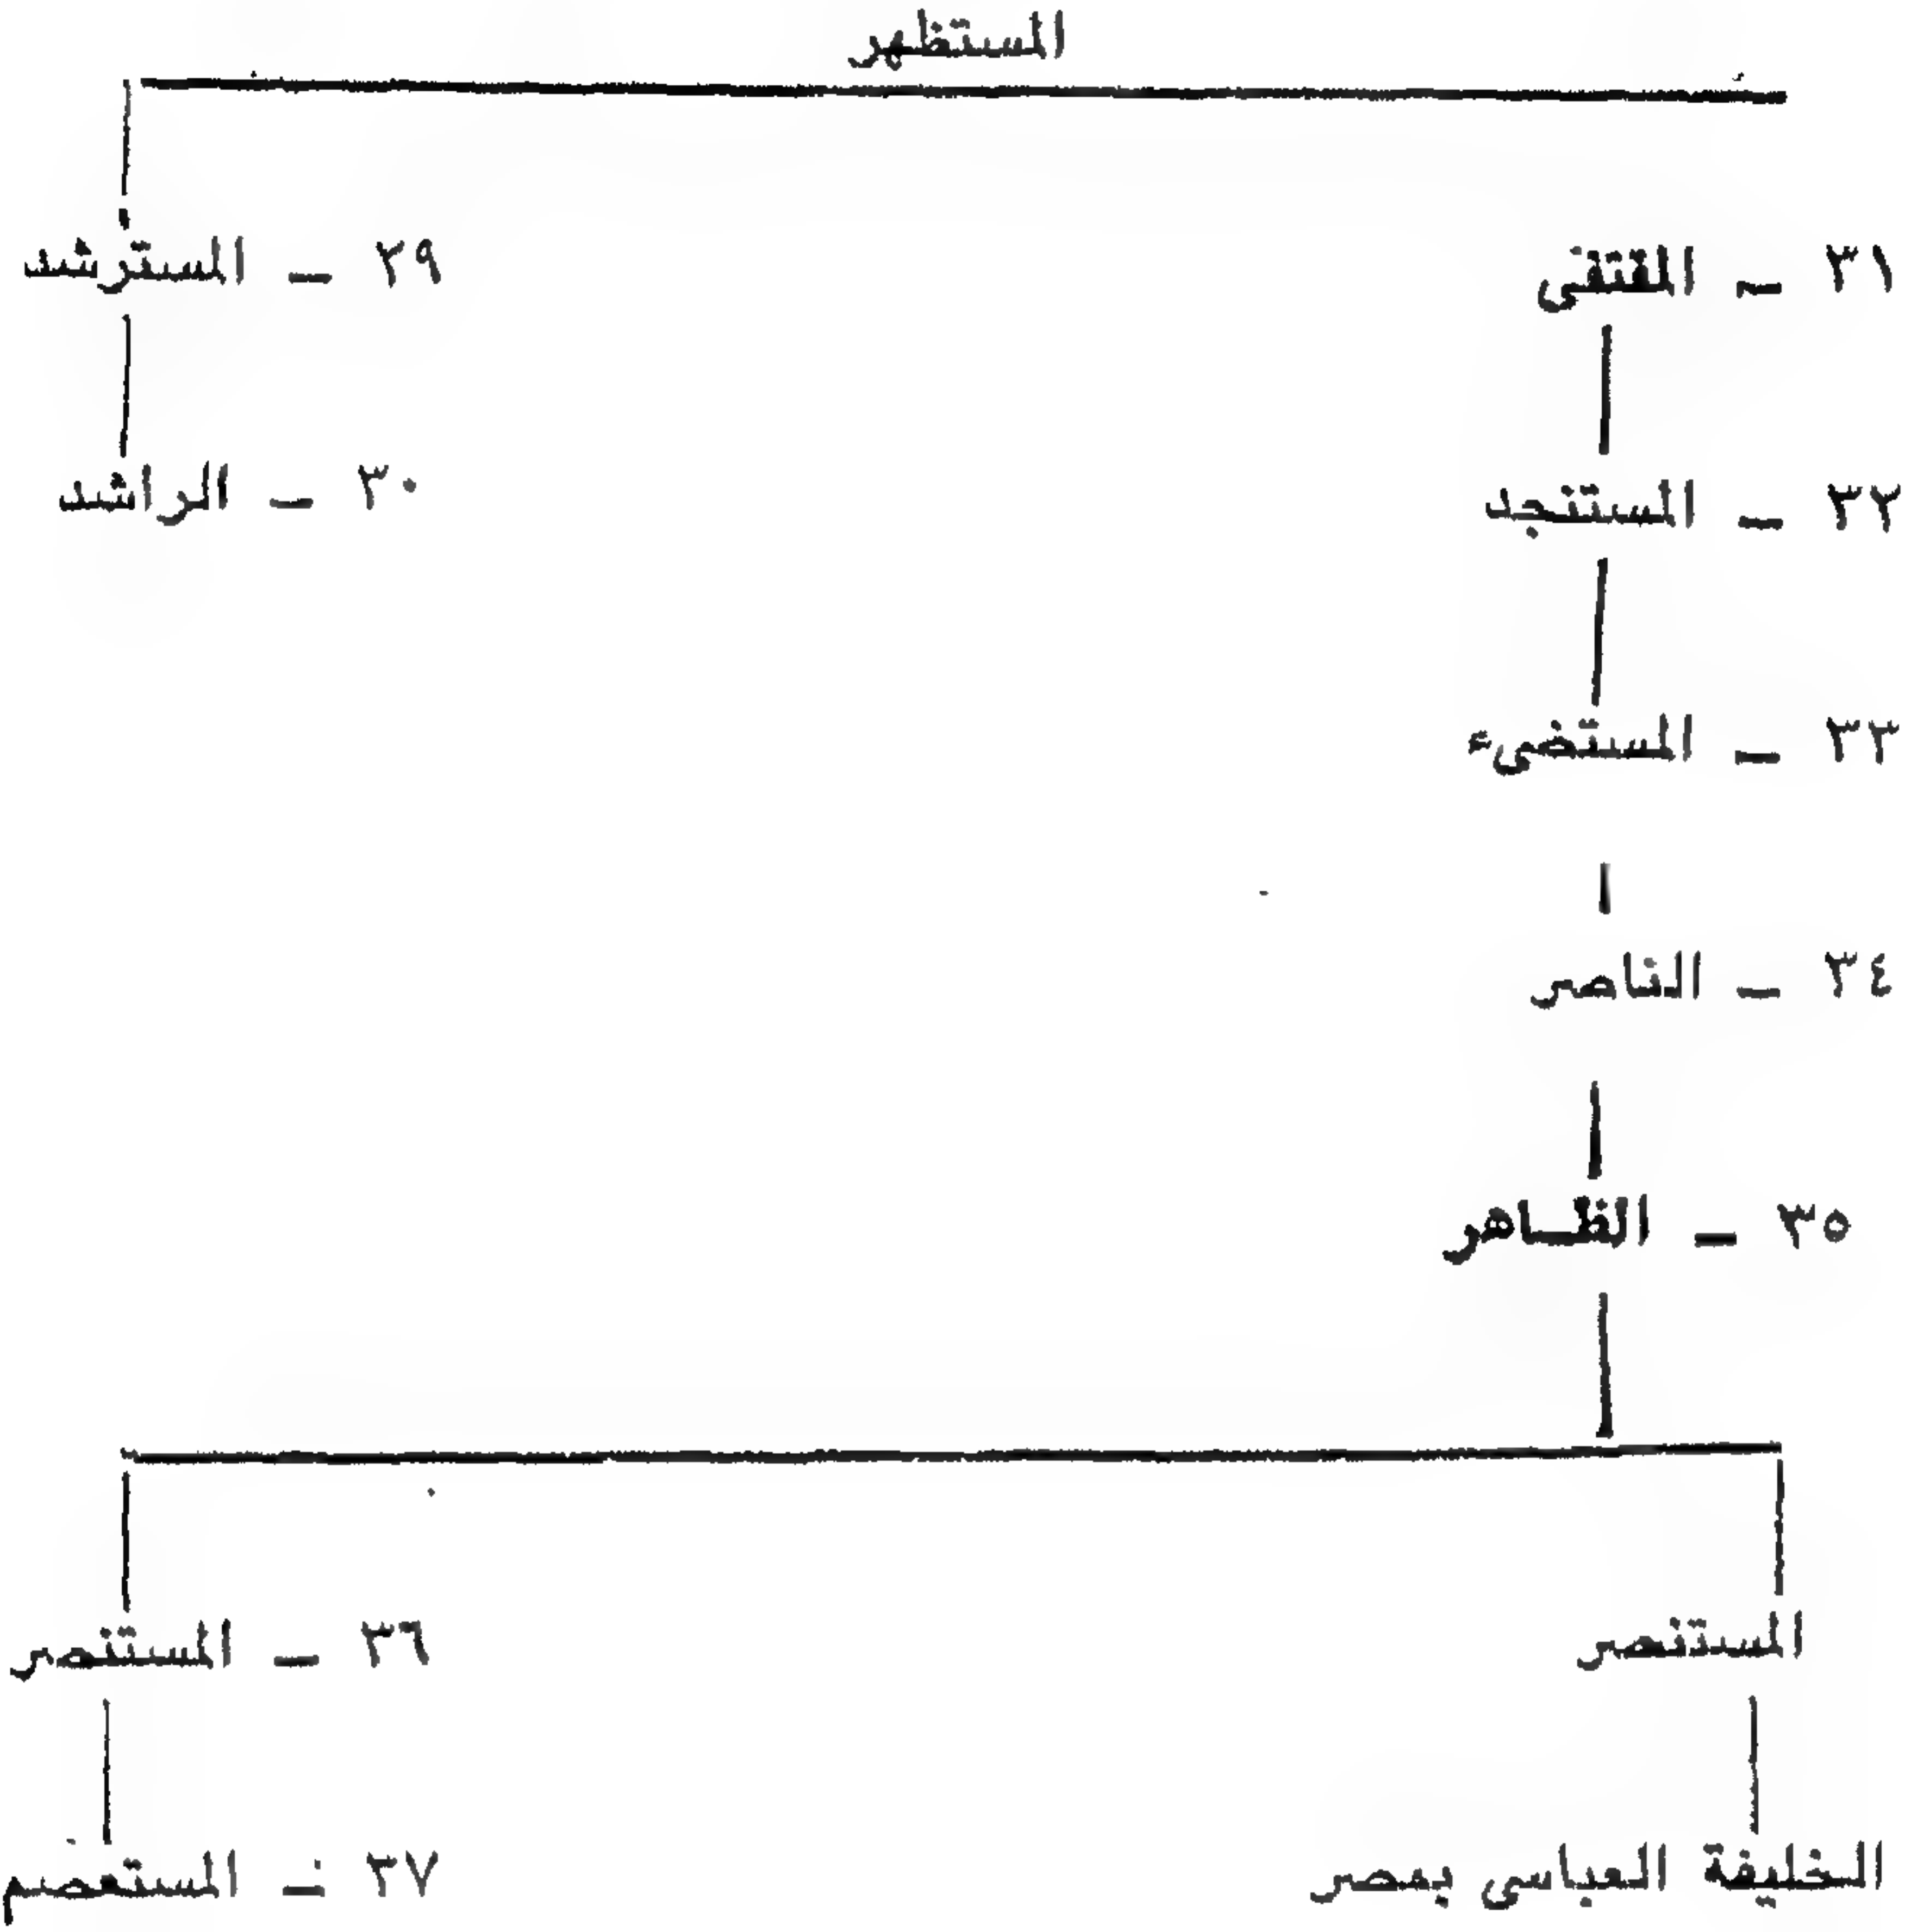 المستظهر
٣١ – المقتفى
٢٩ – المسترشد
٣٢ – المستنجد
٣٠ – الراشد
٣٣ – المستضىء
٣٤ – الناصر
٣٥ – الظاهر
المستنصر
٣٦ – المستنصر
الخليفة العباسى بمصر
٣٧ – المستعصم